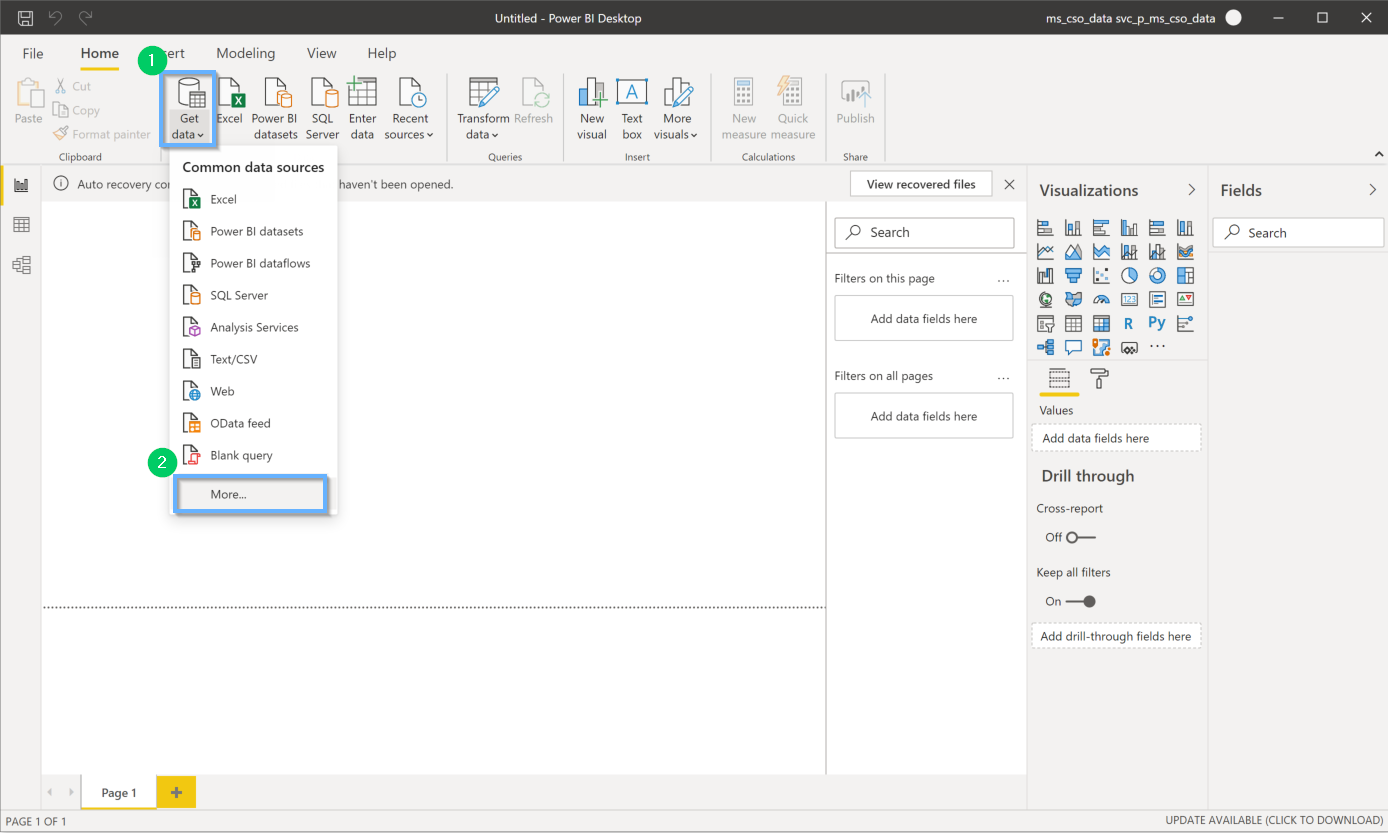 Untitled - Power BI Desktop
ms_cso_data svc_p_ms_cso_data
File
Home
ert
Modeling
View
Help
1
Paste
Cut
Copy
Format painter
Clipboard
Get
data
Excel
Power BI
datasets
SQL
Server
Enter
data
Recent
sources
Transform
data
Refresh
Queries
New
visual
Text
box
More
visuals
Insert
New
measure
Quick
measure
Calculations
Publish
Share
Auto recovery co
haven't been opened.
View recovered files
Common data sources
Excel
Power BI datasets
Power BI dataflows
SQL Server
Analysis Services
Text/CSV
Web
OData feed
Blank query
2
More...
Search
Filters on this page
...
Add data fields here
Filters on all pages
...
Add data fields here
Visualizations
123
R
Py
...
Values
Add data fields here
Drill through
Cross-report
Off
Keep all filters
On
Add drill-through fields here
Fields
Search
Page 1
PAGE 1 OF 1
UPDATE AVAILABLE (CLICK TO DOWNLOAD)